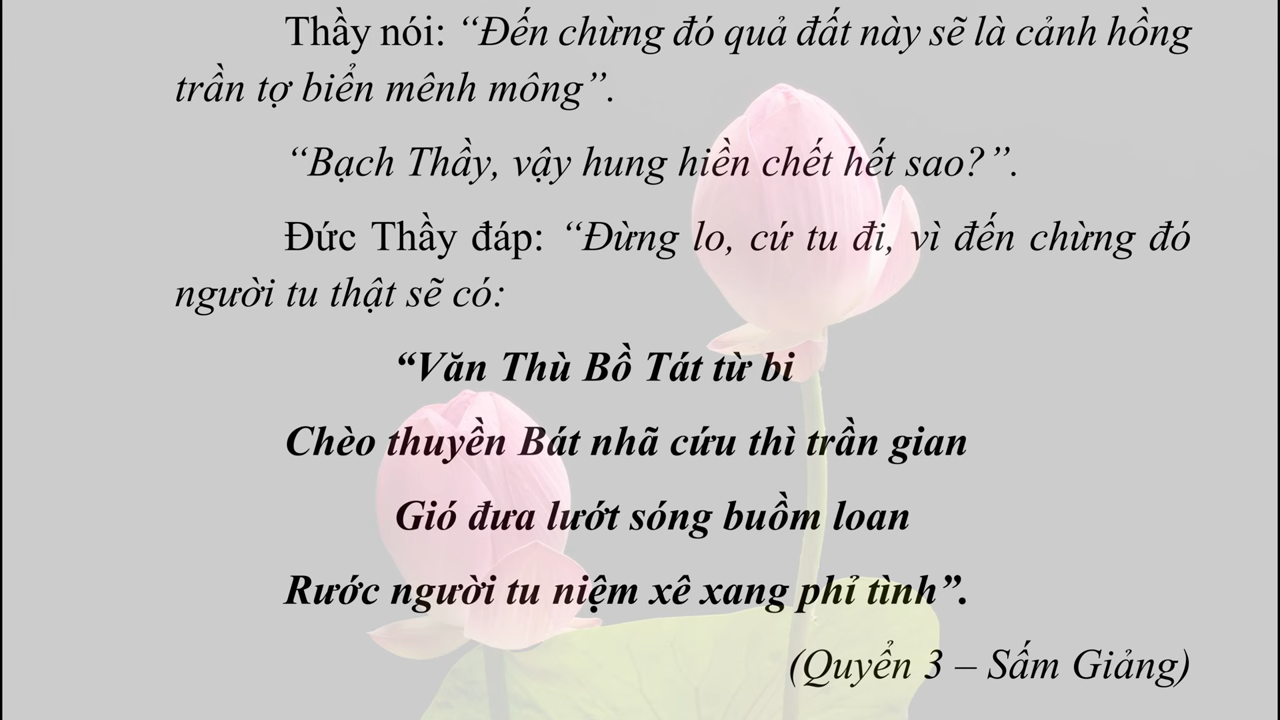 Thầy nói: “Đến chừng đó quả đất này sẽ là cảnh hồng
trần tợ biển mênh mông”.
“Bạch Thầy, vậy hung hiền chết hết sao?”.
Đức Thầy đáp: “Đừng lo, cứ tu đi, vì đến chừng đó
người tu thật sẽ có:
“Văn Thù Bồ Tát từ bi
Chèo thuyền Bát nhã cứu thì trần gian
Gió đưa lướt sóng buồm loan
Rước người tu niệm xê xang phỉ tình”.
(Quyển 3 – Sấm Giảng)